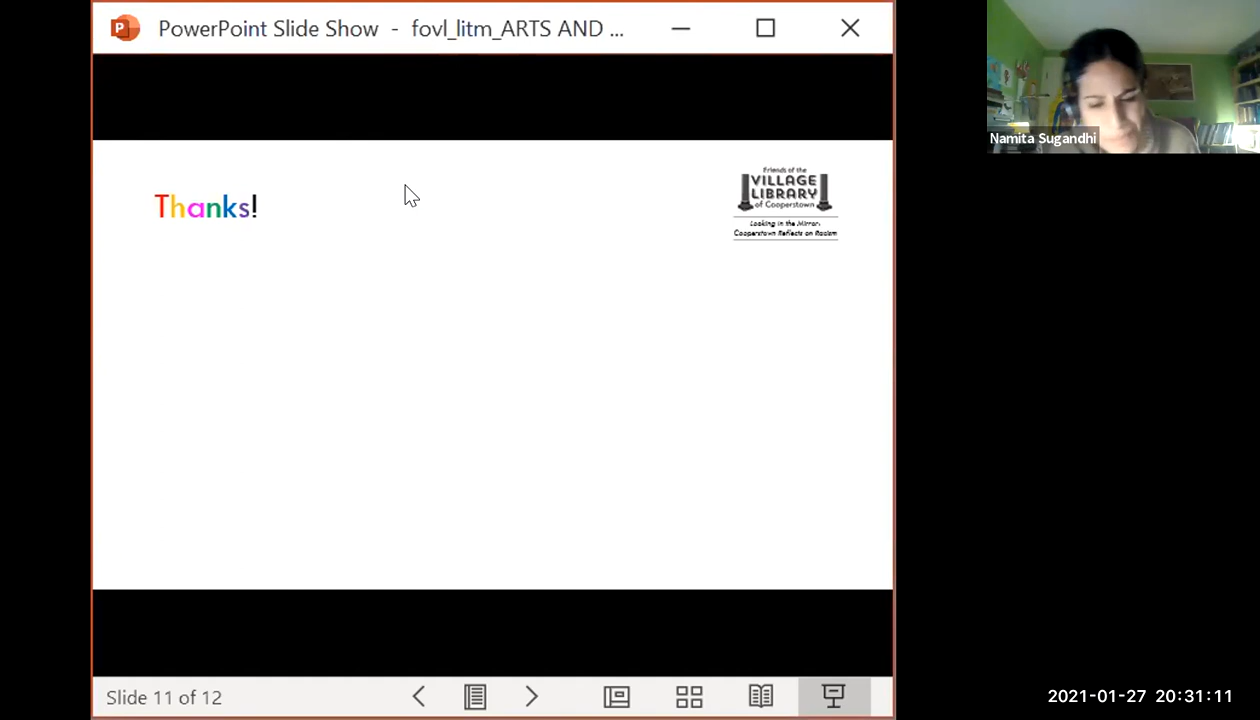 PowerPoint Slide Show - fovl_litm_ARTS AND ...
Namita Sugandhi
Thanks!
Friends of the
VILLAGE
LIBRARY
of Cooperstown
Looking in the Mirror:
Cooperstown Reflects on Racism
Slide 11 of 12
2021-01-27 20:31:11